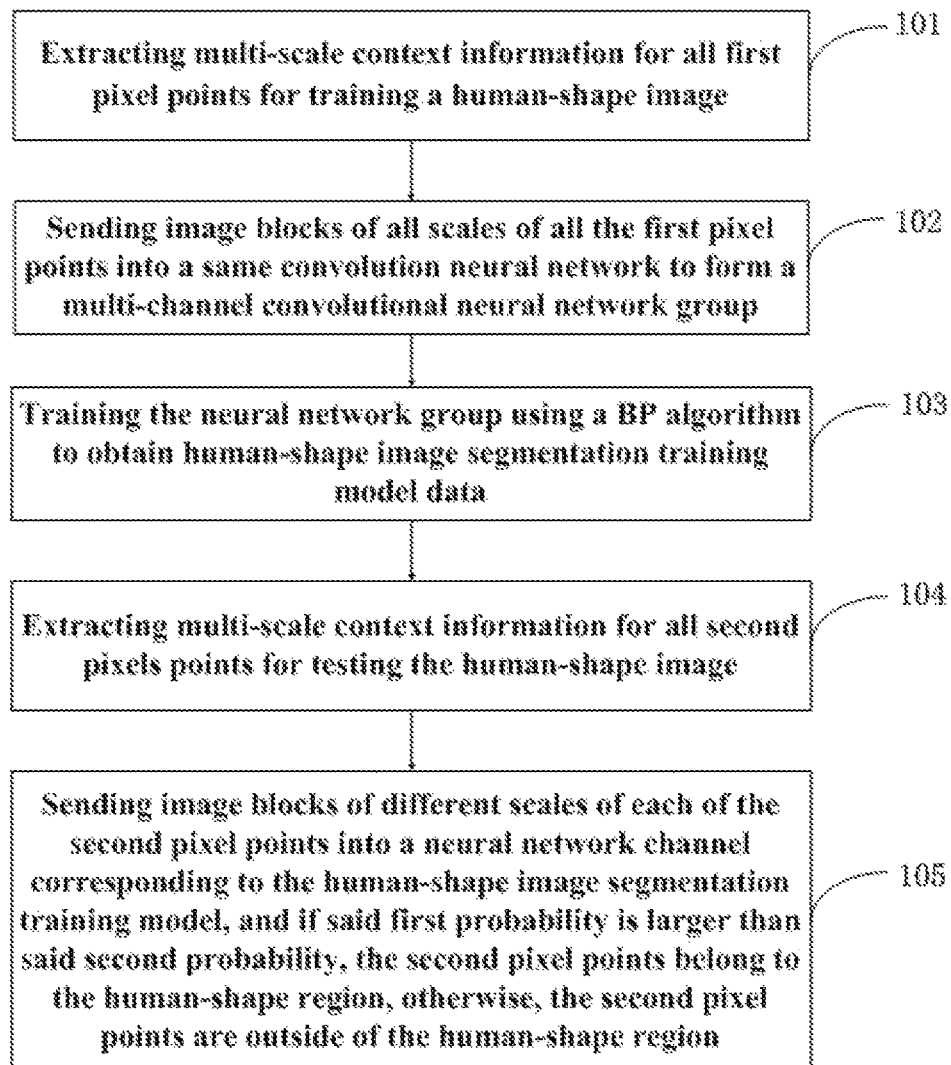 Extracting multi-scale context information for all first
pixel points for training a human-shape image
101
Sending image blocks of all scales of all the first pixel
points into a same convolution neural network to form a
multi-channel convolutional neural network group
102
Training the neural network group using a BP algorithm
to obtain human-shape image segmentation training
model data
103
Extracting multi-scale context information for all second
pixels points for testing the human-shape image
104
Sending image blocks of different scales of each of the
second pixel points into a neural network channel
corresponding to the human-shape image segmentation
training model, and if said first probability is larger than
said second probability, the second pixel points belong to
the human-shape region, otherwise, the second pixel
points are outside of the human-shape region
105